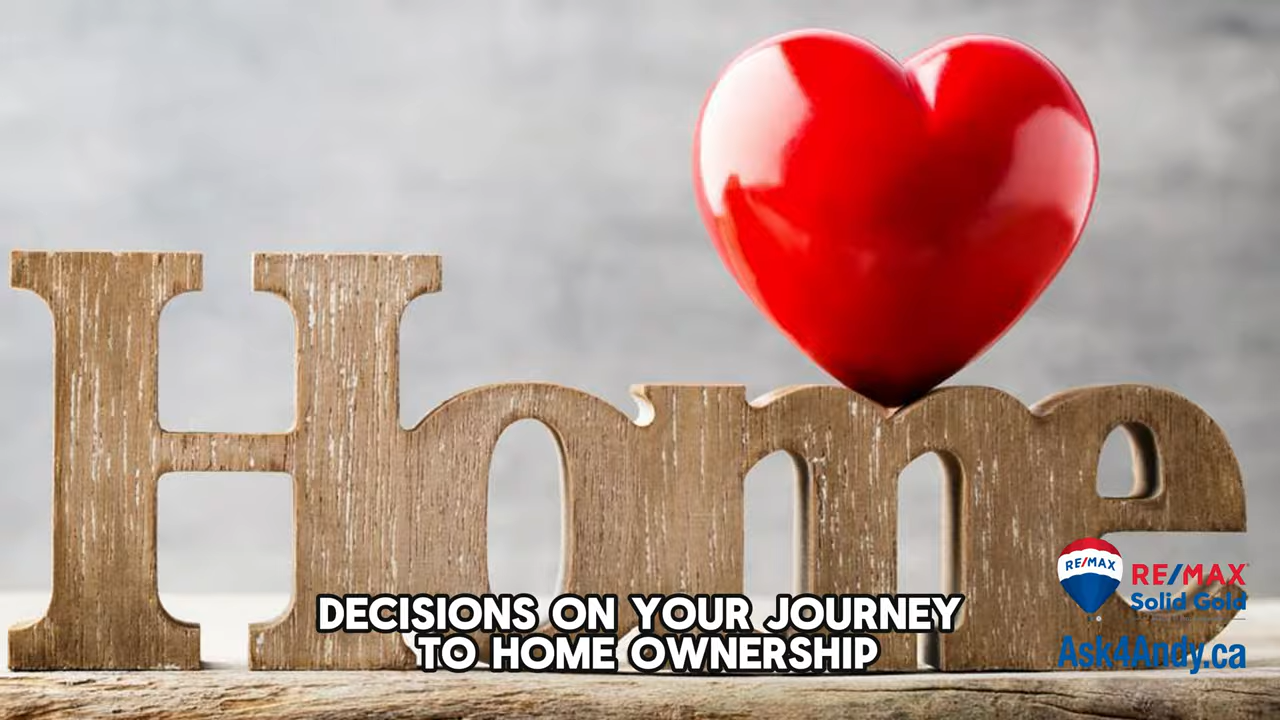 Home
DECISIONS ON YOUR JOURNEY
TO HOME OWNERSHIP
RE/MAX
RE/MAX
Solid Gold
Ask4Andy.ca